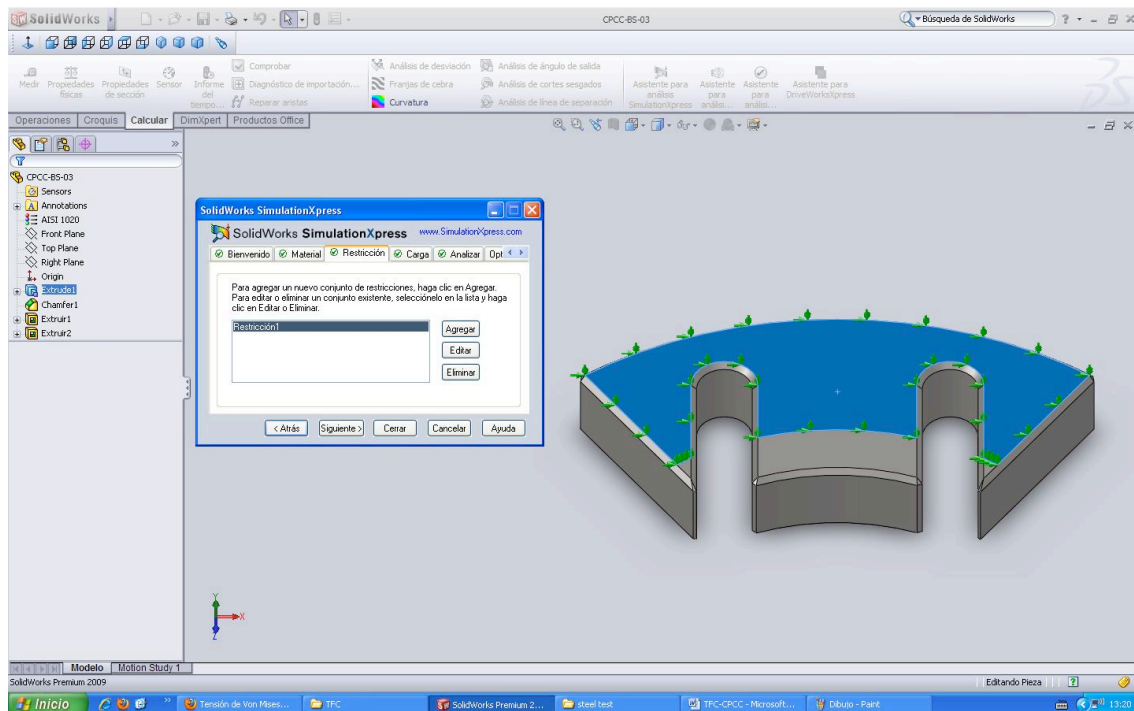 SolidWorks
CPCC-BS-03
Búsqueda de SolidWorks
Medir
Propiedades físicas
Propiedades de sección
Sensor
Informe del tiempo...
Comprobar
Diagnóstico de importación...
Reparar aristas
Análisis de desviación
Franjas de cebra
Curvatura
Análisis de ángulo de salida
Análisis de cortes sesgados
Análisis de línea de separación
Asistente para análisis SimulationXpress
Asistente para análisi...
Asistente para análisi...
Asistente para DriveWorksXpress
Operaciones Croquis Calcular DimXpert Productos Office
CPCC-BS-03
Sensors
Annotations
AISI 1020
Front Plane
Top Plane
Right Plane
Origin
Extrude1
Chamfer1
Extruir1
Extruir2
SolidWorks SimulationXpress
SolidWorks SimulationXpress www.SimulationXpress.com
Bienvenido Material Restricción Carga Analizar Opt
Para agregar un nuevo conjunto de restricciones, haga clic en Agregar.
Para editar o eliminar un conjunto existente, selecciónelo en la lista y haga
clic en Editar o Eliminar.
Restricción1
Agregar
Editar
Eliminar
< Atrás Siguiente > Cerrar Cancelar Ayuda
Y
X
Z
Modelo Motion Study 1
SolidWorks Premium 2009
Editando Pieza
Inicio
Tensión de Von Mises...
TFC
SolidWorks Premium 2...
steel test
TFC-CPCC - Microsoft...
Dibujo - Paint
13:20